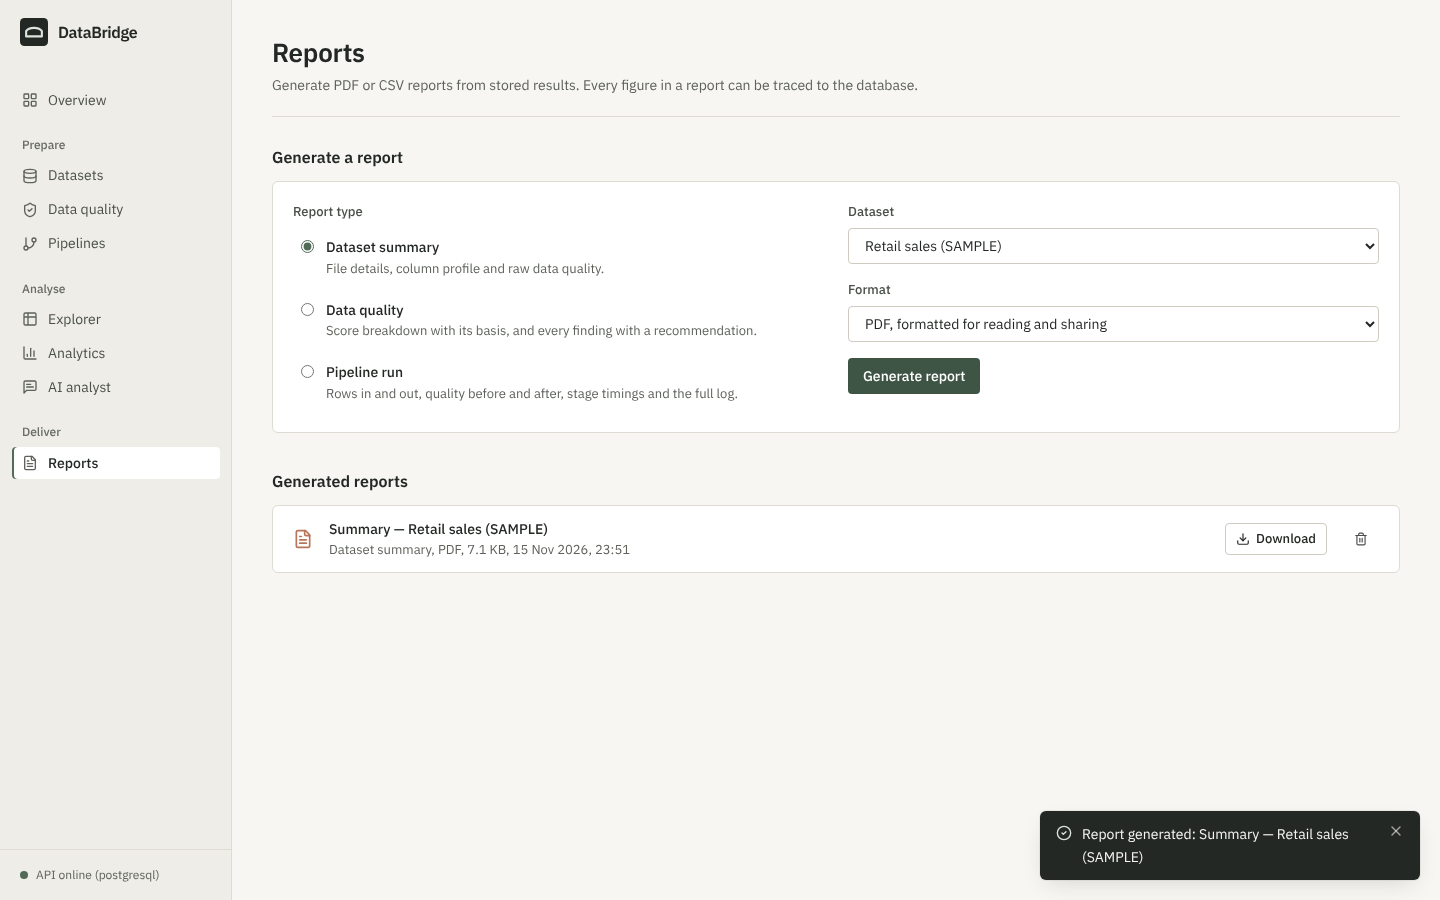 DataBridge
Overview
Prepare
Datasets
Data quality
Pipelines
Analyse
Explorer
Analytics
AI analyst
Deliver
Reports
API online (postgresql)
Reports
Generate PDF or CSV reports from stored results. Every figure in a report can be traced to the database.
Generate a report
Report type
Dataset summary
File details, column profile and raw data quality.
Data quality
Score breakdown with its basis, and every finding with a recommendation.
Pipeline run
Rows in and out, quality before and after, stage timings and the full log.
Dataset
Retail sales (SAMPLE)
Format
PDF, formatted for reading and sharing
Generate report
Generated reports
Summary — Retail sales (SAMPLE)
Dataset summary, PDF, 7.1 KB, 15 Nov 2026, 23:51
Download
Report generated: Summary — Retail sales
(SAMPLE)